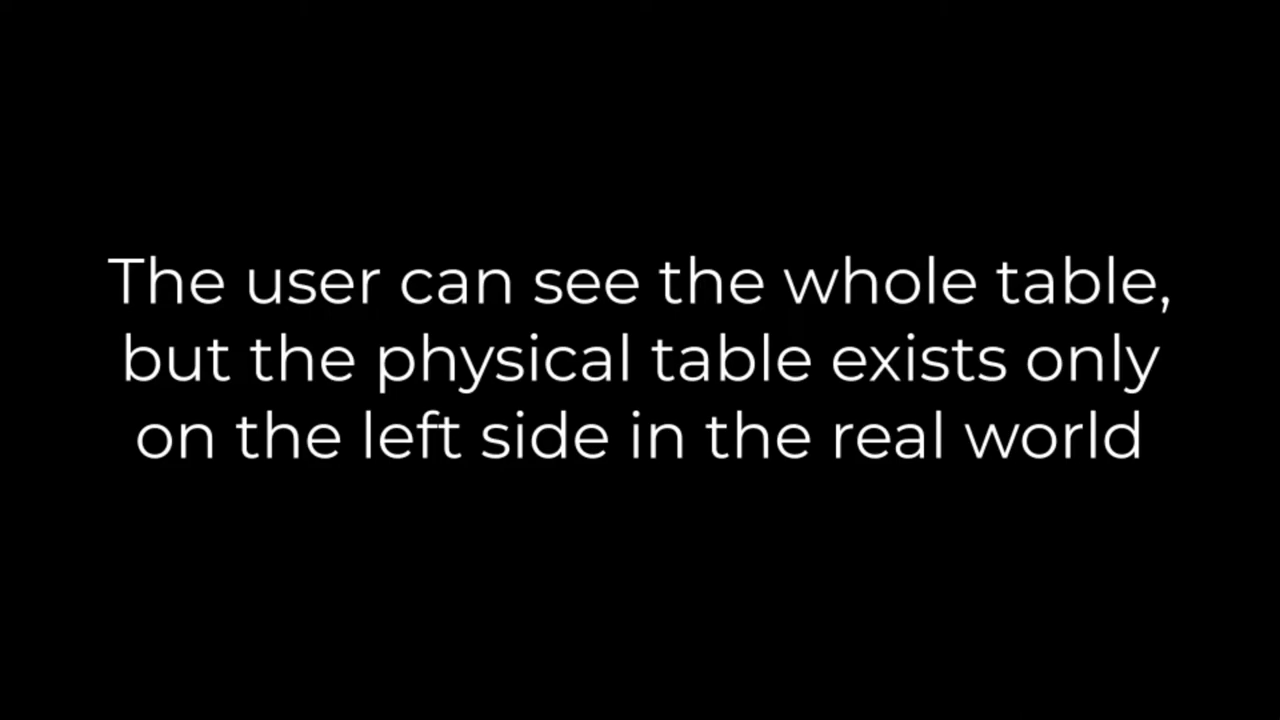 The user can see the whole table,
but the physical table exists only
on the left side in the real world